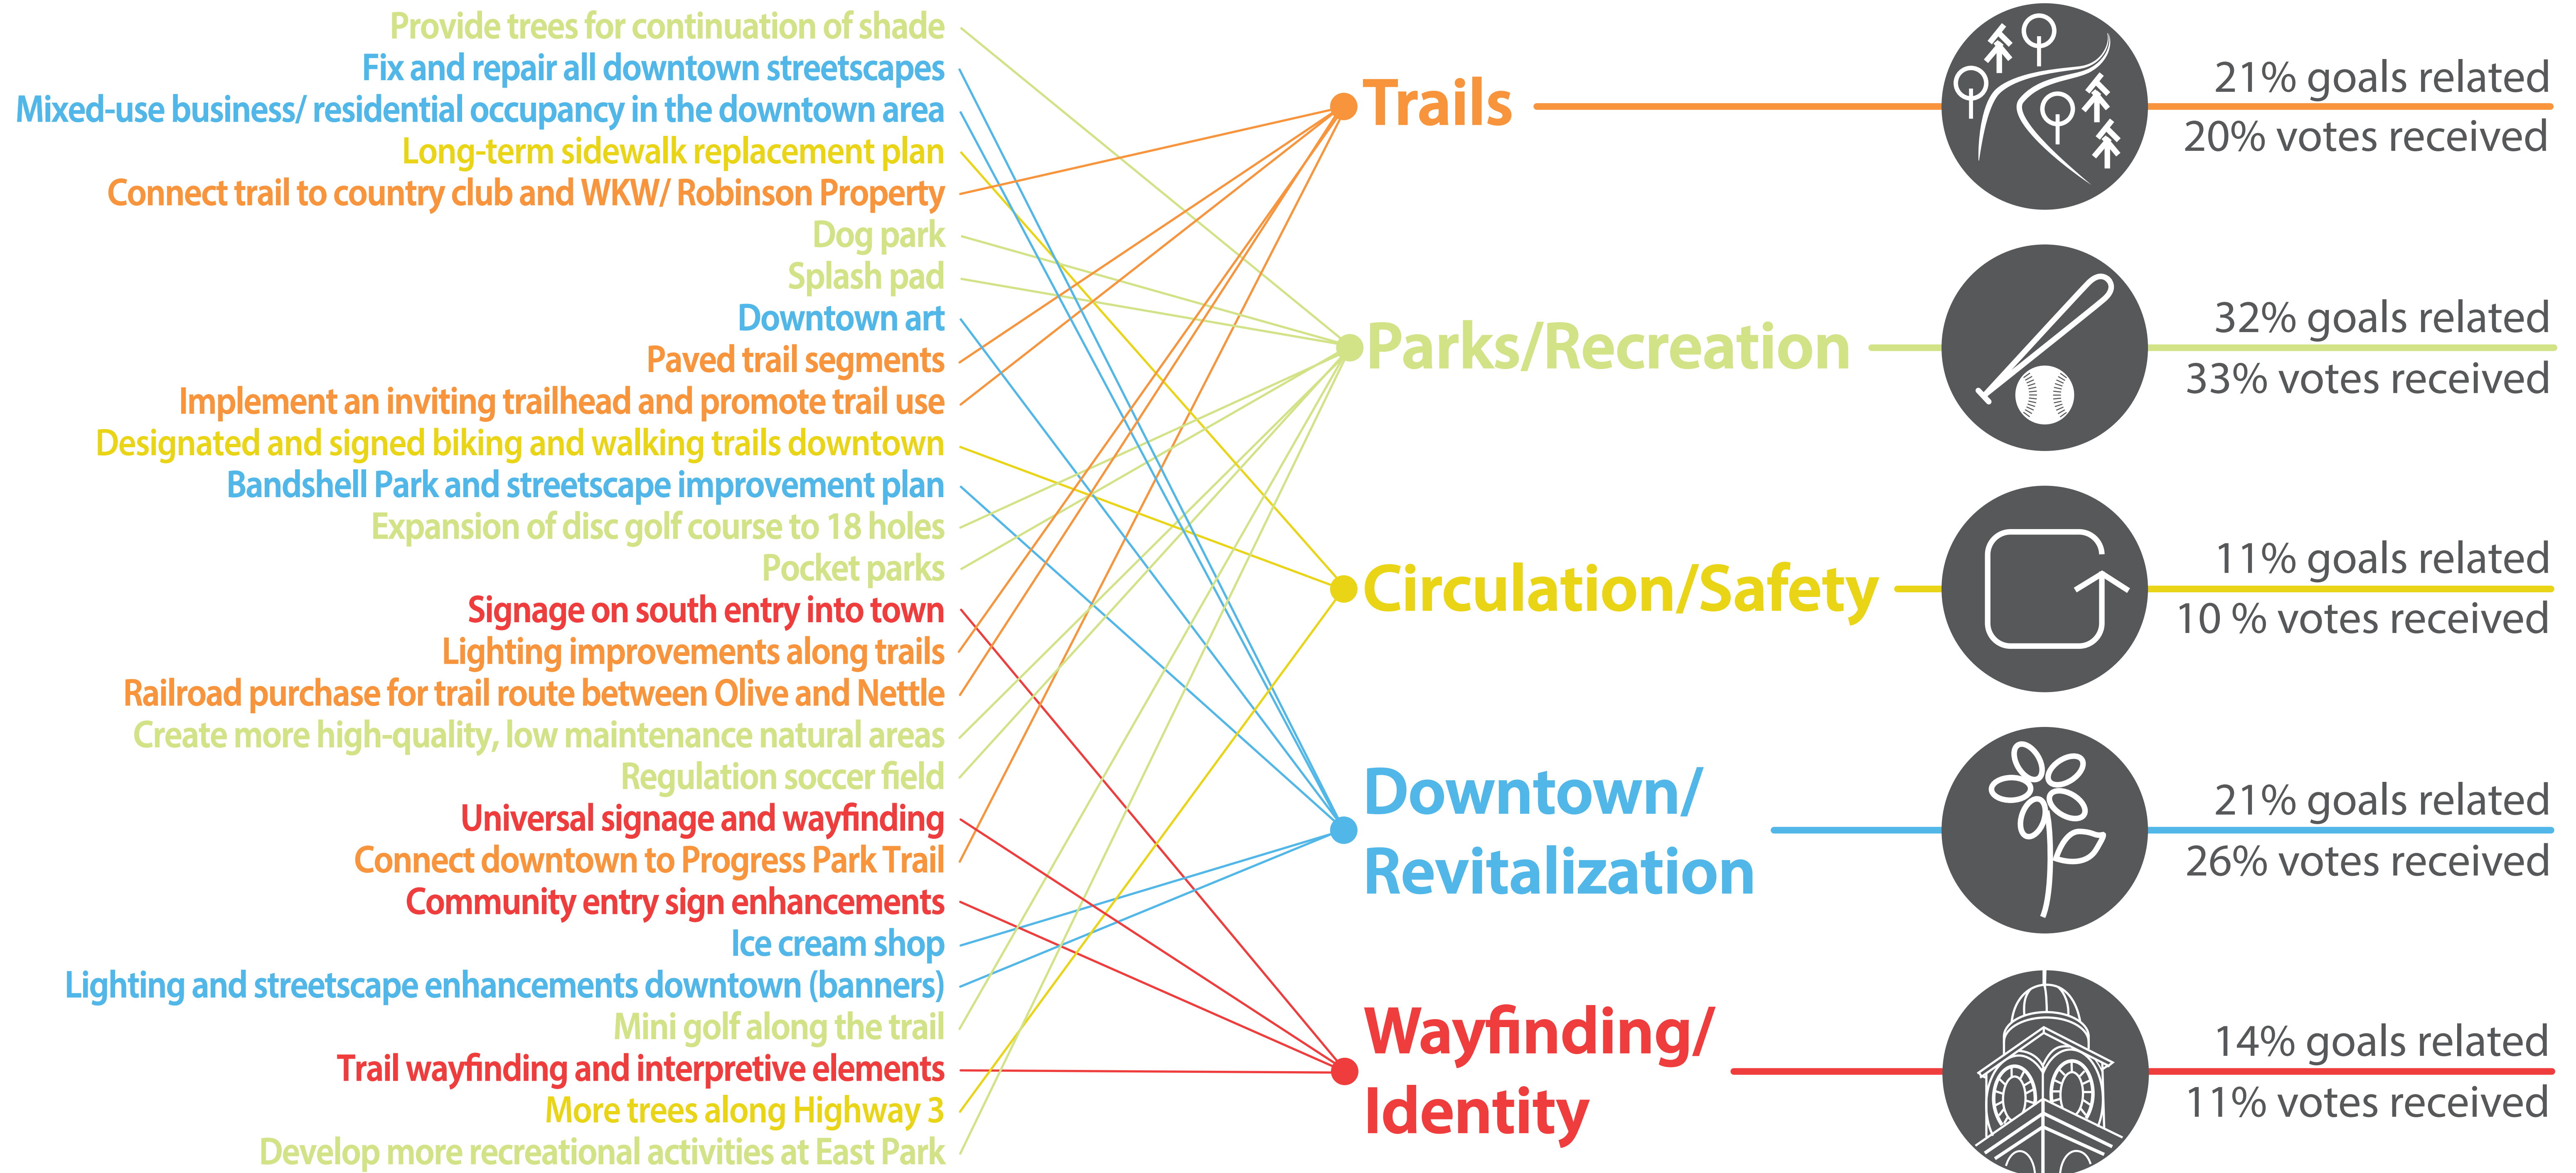 Provide trees for continuation of shade
Fix and repair all downtown streetscapes
Mixed-use business/ residential occupancy in the downtown area
Long-term sidewalk replacement plan
Connect trail to country club and WKW/ Robinson Property
Dog park
Splash pad
Downtown art
Paved trail segments
Implement an inviting trailhead and promote trail use
Designated and signed biking and walking trails downtown
Bandshell Park and streetscape improvement plan
Expansion of disc golf course to 18 holes
Pocket parks
Signage on south entry into town
Lighting improvements along trails
Railroad purchase for trail route between Olive and Nettle
Create more high-quality, low maintenance natural areas
Regulation soccer field
Universal signage and wayfinding
Connect downtown to Progress Park Trail
Community entry sign enhancements
Ice cream shop
Lighting and streetscape enhancements downtown (banners)
Mini golf along the trail
Trail wayfinding and interpretive elements
More trees along Highway 3
Develop more recreational activities at East Park
Trails
21% goals related
20% votes received
Parks/Recreation
32% goals related
33% votes received
Circulation/Safety
11% goals related
10 % votes received
Downtown/
Revitalization
21% goals related
26% votes received
Wayfinding/
Identity
14% goals related
11% votes received